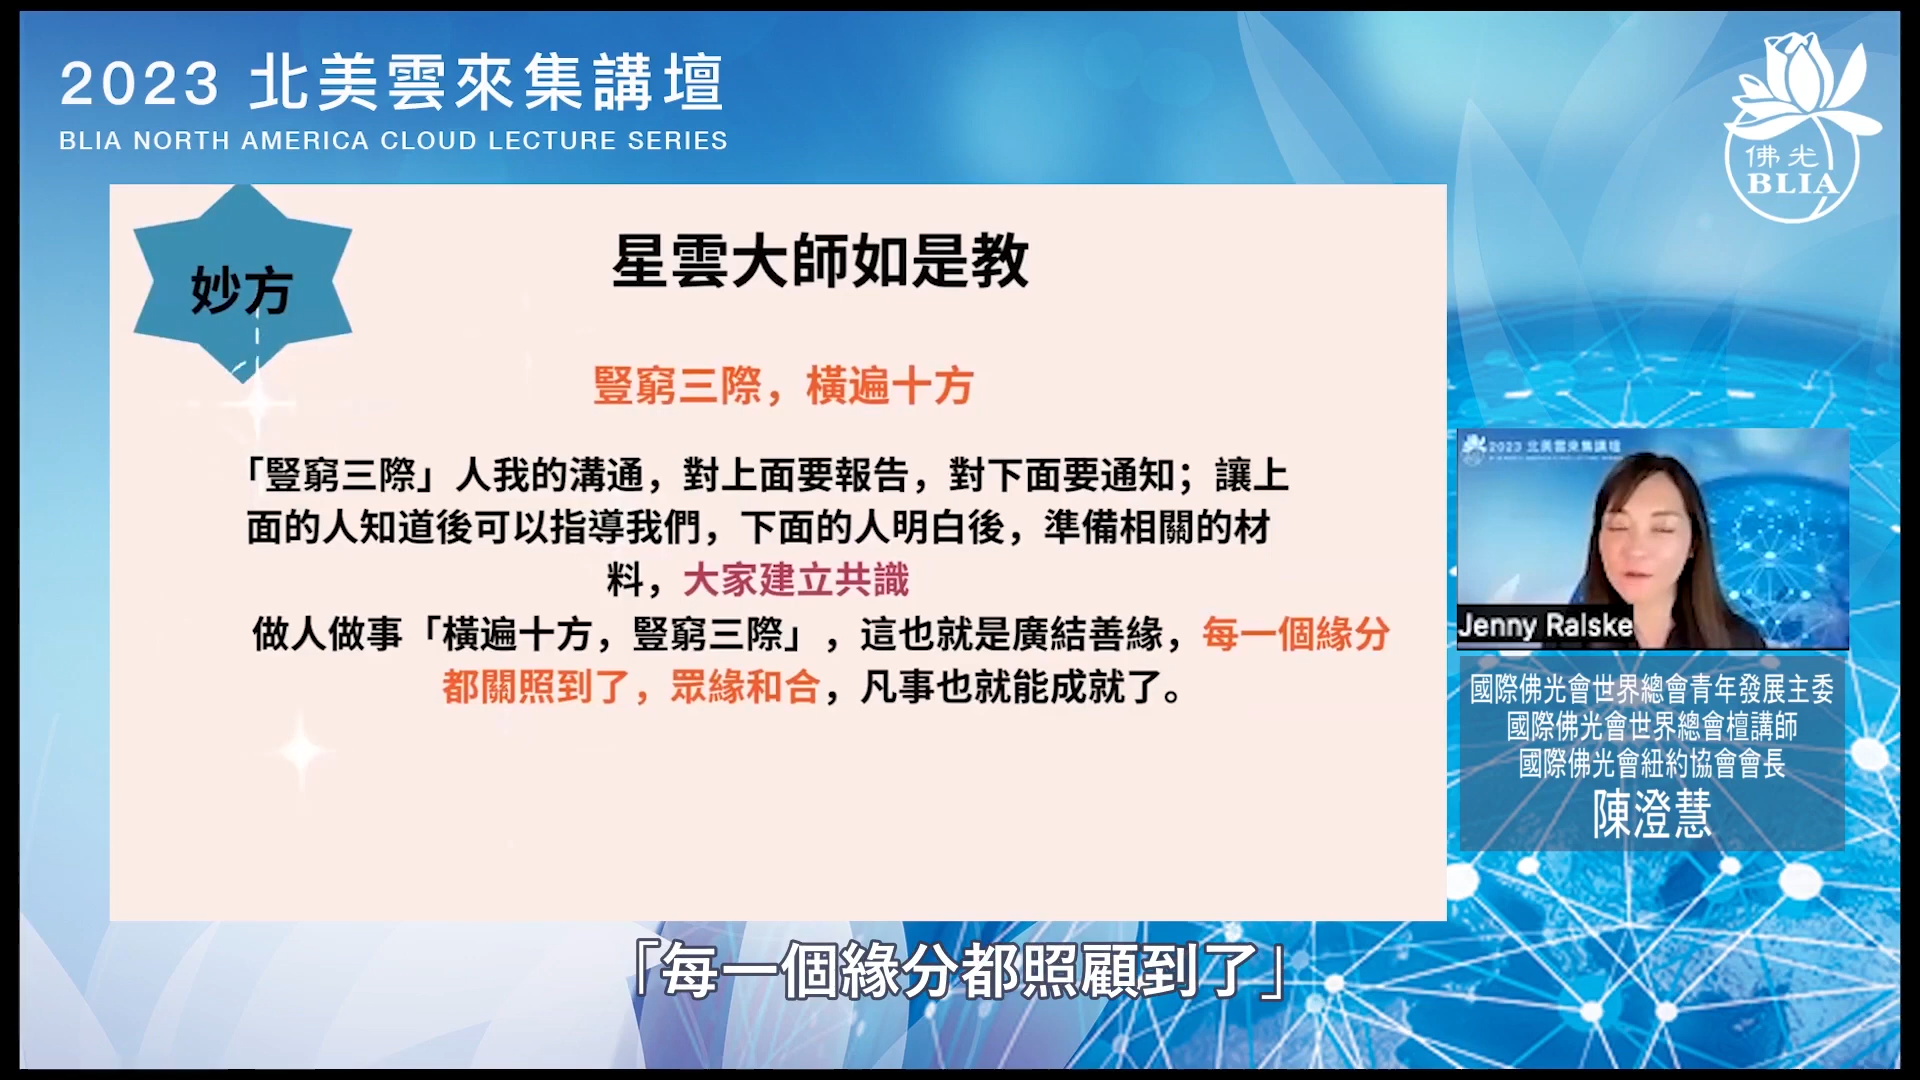 2023 北美雲來集講壇
BLIA NORTH AMERICA CLOUD LECTURE SERIES
佛光
BLIA
妙方
星雲大師如是教
豎窮三際，橫遍十方
「豎窮三際」人我的溝通，對上面要報告，對下面要通知；讓上
面的人知道後可以指導我們，下面的人明白後，準備相關的材
料，大家建立共識
做人做事「橫遍十方，豎窮三際」，這也就是廣結善緣，每一個緣分
都關照到了，眾緣和合，凡事也就能成就了。
2023 北美雲來集講壇
Jenny Ralske
國際佛光會世界總會青年發展主委
國際佛光會世界總會檀講師
國際佛光會紐約協會會長
陳澄慧
「每一個緣分都照顧到了」